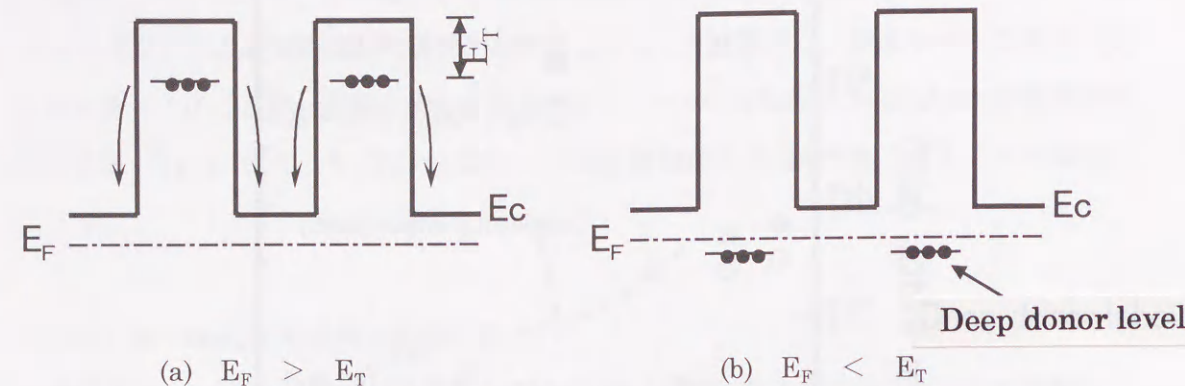 E_T
Ec
E_F
Ec
E_F
Deep donor level
(a) E_F > E_T
(b) E_F < E_T